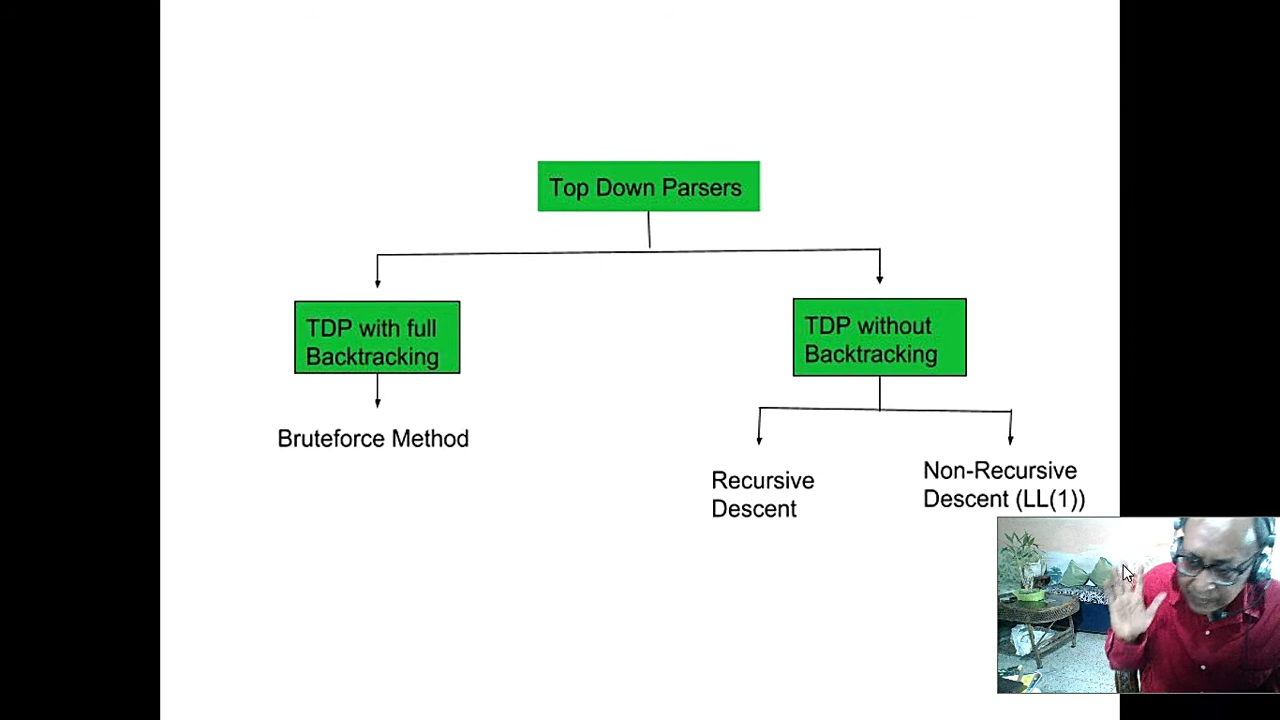 Top Down Parsers
TDP with full
Backtracking
TDP without
Backtracking
Bruteforce Method
Recursive
Descent
Non-Recursive
Descent (LL(1))